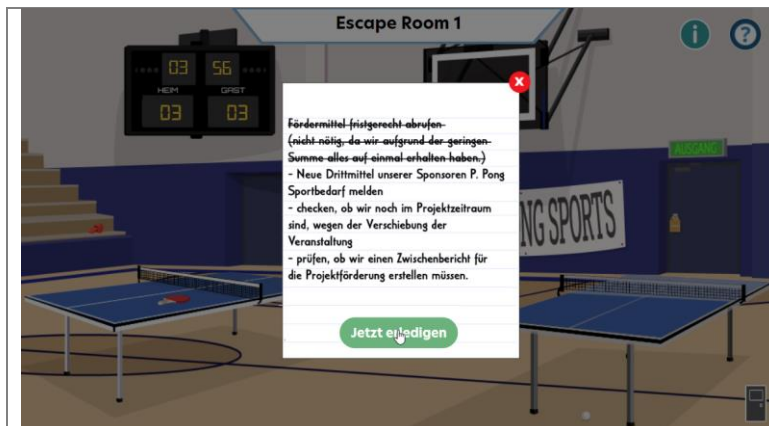 Escape Room 1
i
?
03 56
HEIM GAST
03 03
X
Fördermittel fristgerecht abrufen
(nicht nötig, da wir aufgrund der geringen
Summe alles auf einmal erhalten haben.)
- Neue Drittmittel unserer Sponsoren P. Pong
Sportbedarf melden
- checken, ob wir noch im Projektzeitraum
sind, wegen der Verschiebung der
Veranstaltung
- prüfen, ob wir einen Zwischenbericht für
die Projektförderung erstellen müssen.
Jetzt erledigen
AUSGANG
NG SPORTS